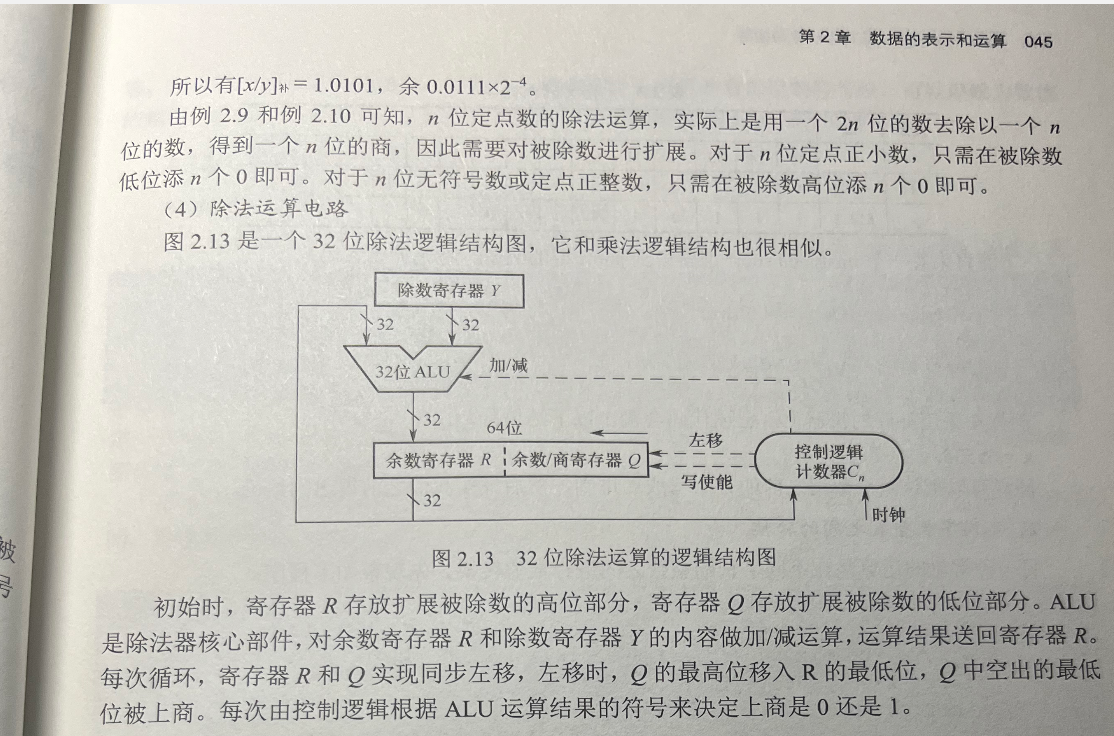 第 2 章 数据的表示和运算 045
所以有[x/y]补 = 1.0101，余 0.0111×2⁻⁴。
由例 2.9 和例 2.10 可知，n 位定点数的除法运算，实际上是用一个 2n 位的数去除以一个 n
位的数，得到一个 n 位的商，因此需要对被除数进行扩展。对于 n 位定点正小数，只需在被除数
低位添 n 个 0 即可。对于 n 位无符号数或定点正整数，只需在被除数高位添 n 个 0 即可。
（4）除法运算电路
图 2.13 是一个 32 位除法逻辑结构图，它和乘法逻辑结构也很相似。
除数寄存器 Y
32
32
32位 ALU
加/减
32
64位
余数寄存器 R
余数/商寄存器 Q
左移
写使能
控制逻辑
计数器Cₙ
32
时钟
图 2.13 32 位除法运算的逻辑结构图
初始时，寄存器 R 存放扩展被除数的高位部分，寄存器 Q 存放扩展被除数的低位部分。ALU
是除法器核心部件，对余数寄存器 R 和除数寄存器 Y 的内容做加/减运算，运算结果送回寄存器 R。
每次循环，寄存器 R 和 Q 实现同步左移，左移时，Q 的最高位移入 R 的最低位，Q 中空出的最低
位被上商。每次由控制逻辑根据 ALU 运算结果的符号来决定上商是 0 还是 1。
被
号